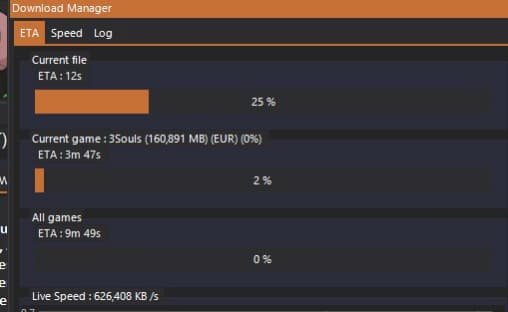 Download Manager
ETA Speed Log
Current file
ETA : 12s
25 %
Current game : 3Souls (160,891 MB) (EUR) (0%)
ETA : 3m 47s
2 %
All games
ETA : 9m 49s
0 %
Live Speed : 626,408 KB /s